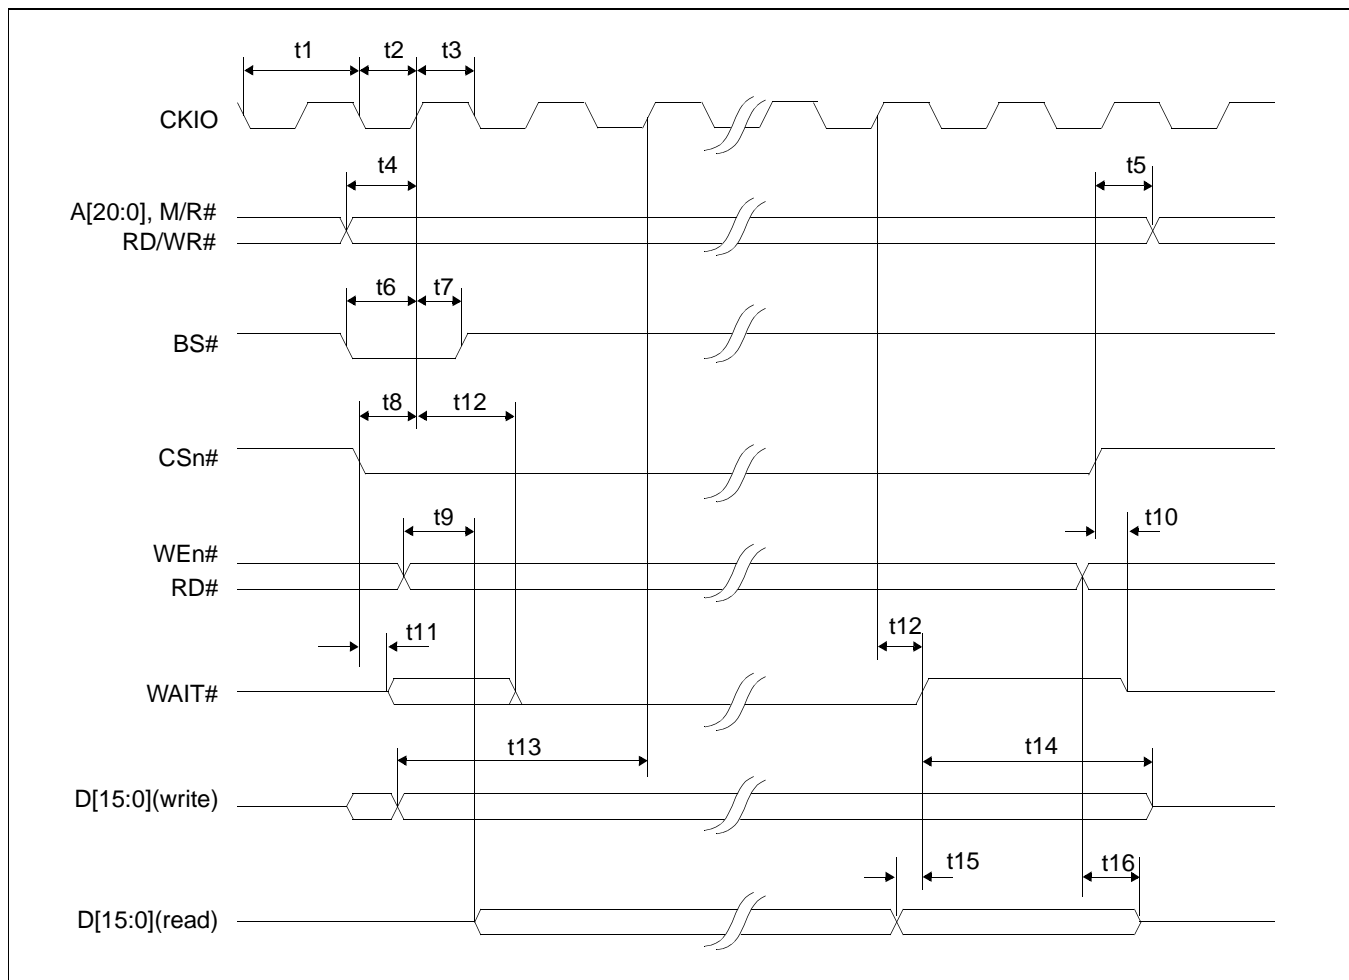 t1 t2 t3
CKIO
t4 t5
A[20:0], M/R#
RD/WR#
t6 t7
BS#
t8 t12
CSn#
t9 t10
WEn#
RD#
t11 t12
WAIT#
t13 t14
D[15:0](write)
t15 t16
D[15:0](read)